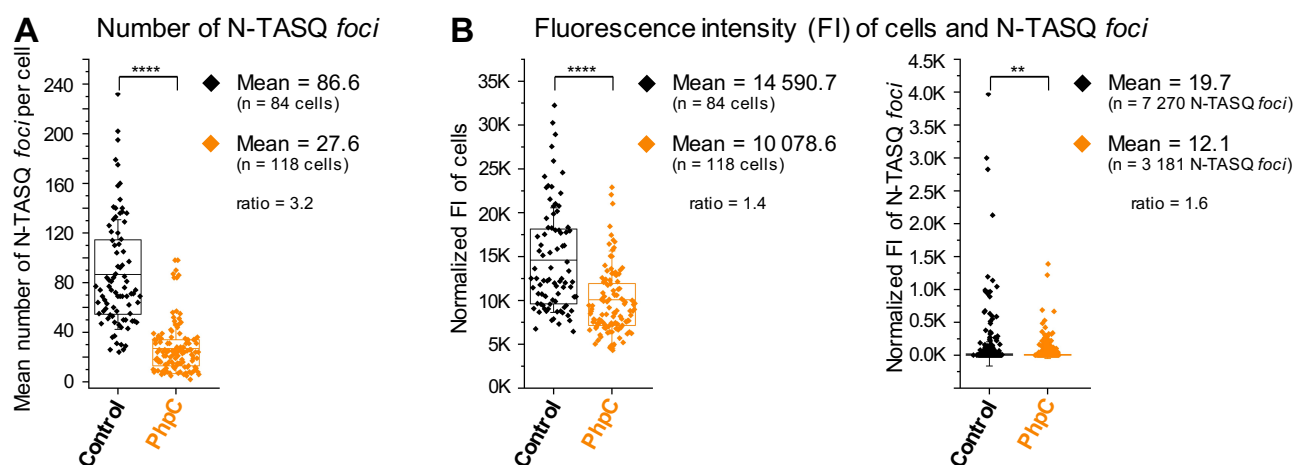 A Number of N-TASQ foci
Mean number of N-TASQ foci per cell
240
200
160
120
80
40
0
****
Mean = 86.6
(n = 84 cells)
Mean = 27.6
(n = 118 cells)
ratio = 3.2
Control
PhpC
B Fluorescence intensity (FI) of cells and N-TASQ foci
Normalized FI of cells
35K
30K
25K
20K
15K
10K
5K
0K
****
Mean = 14 590.7
(n = 84 cells)
Mean = 10 078.6
(n = 118 cells)
ratio = 1.4
Control
PhpC
Normalized FI of N-TASQ foci
4.5K
4.0K
3.5K
3.0K
2.5K
2.0K
1.5K
1.0K
0.5K
0.0K
**
Mean = 19.7
(n = 7 270 N-TASQ foci)
Mean = 12.1
(n = 3 181 N-TASQ foci)
ratio = 1.6
Control
PhpC